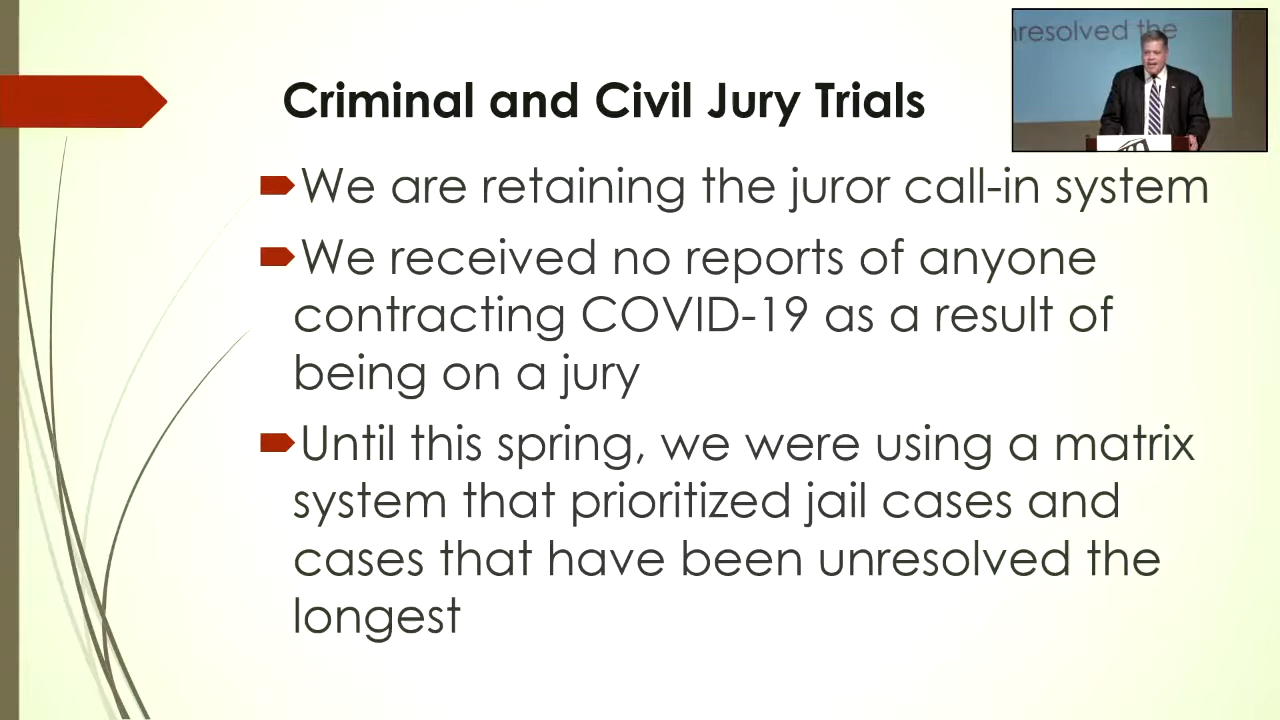 nresolved the
Criminal and Civil Jury Trials
We are retaining the juror call-in system
We received no reports of anyone
contracting COVID-19 as a result of
being on a jury
Until this spring, we were using a matrix
system that prioritized jail cases and
cases that have been unresolved the
longest